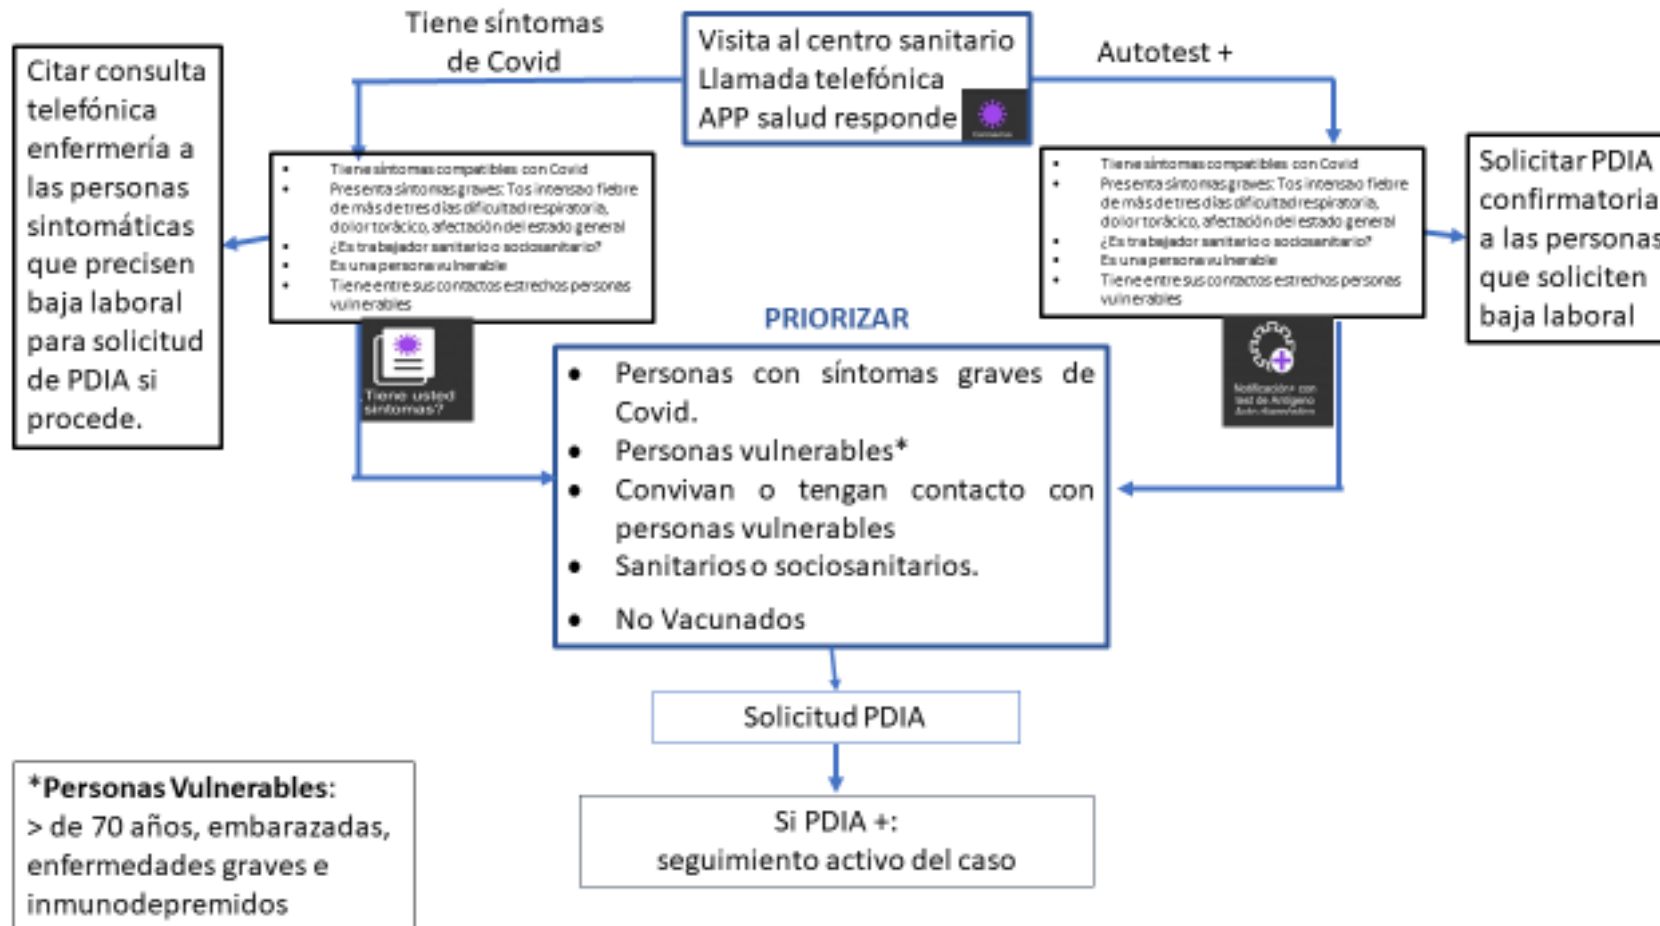 Tiene síntomas
de Covid
Visita al centro sanitario
Llamada telefónica
APP salud responde
Autotest +
Citar consulta
telefónica
enfermería a
las personas
sintomáticas
que precisen
baja laboral
para solicitud
de PDIA si
procede.
• Tiene síntomas compatibles con Covid
• Presenta síntomas graves: Tos intensa o fiebre
de más de tres días dificultad respiratoria,
dolor torácico, afectación del estado general
• ¿Es trabajador sanitario o sociosanitario?
• Es una persona vulnerable
• Tiene entre sus contactos estrechos personas
vulnerables
• Tiene síntomas compatibles con Covid
• Presenta síntomas graves: Tos intensa o fiebre
de más de tres días dificultad respiratoria,
dolor torácico, afectación del estado general
• ¿Es trabajador sanitario o sociosanitario?
• Es una persona vulnerable
• Tiene entre sus contactos estrechos personas
vulnerables
Solicitar PDIA
confirmatoria
a las personas
que soliciten
baja laboral
Tiene usted
síntomas?
Notificación+ con
test de Antígeno
PRIORIZAR
• Personas con síntomas graves de
Covid.
• Personas vulnerables*
• Convivan o tengan contacto con
personas vulnerables
• Sanitarios o sociosanitarios.
• No Vacunados
Solicitud PDIA
Si PDIA +:
seguimiento activo del caso
*Personas Vulnerables:
> de 70 años, embarazadas,
enfermedades graves e
inmunodepremidos